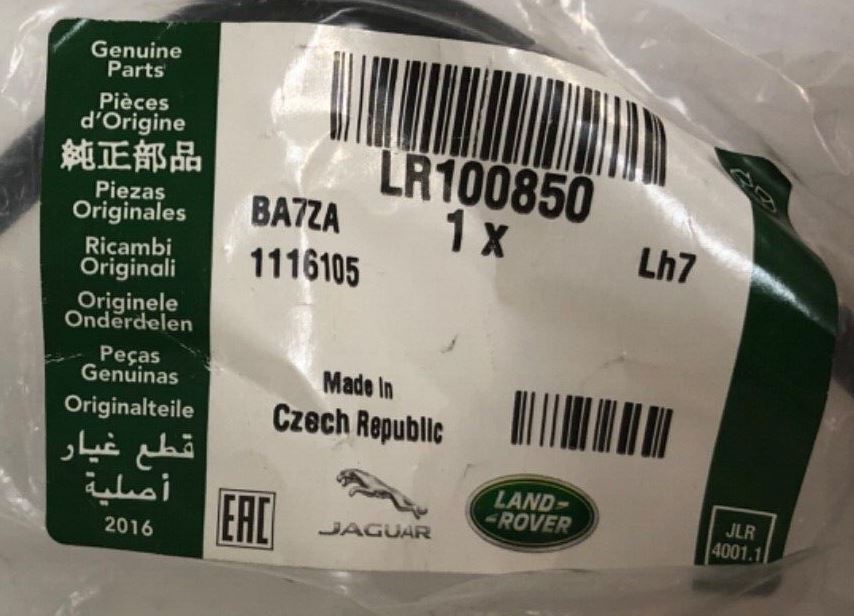 Genuine
Parts
Pièces
d'Origine
純正部品
Piezas
Originales
Ricambi
Originali
Originele
Onderdelen
Peças
Genuinas
Originalteile
قطع غيار
أصلية
2016
LR100850
BA7ZA
1 x
1116105
Lh7
Made In
Czech Republic
EAC
JAGUAR
LAND-
-ROVER
JLR
4001.1